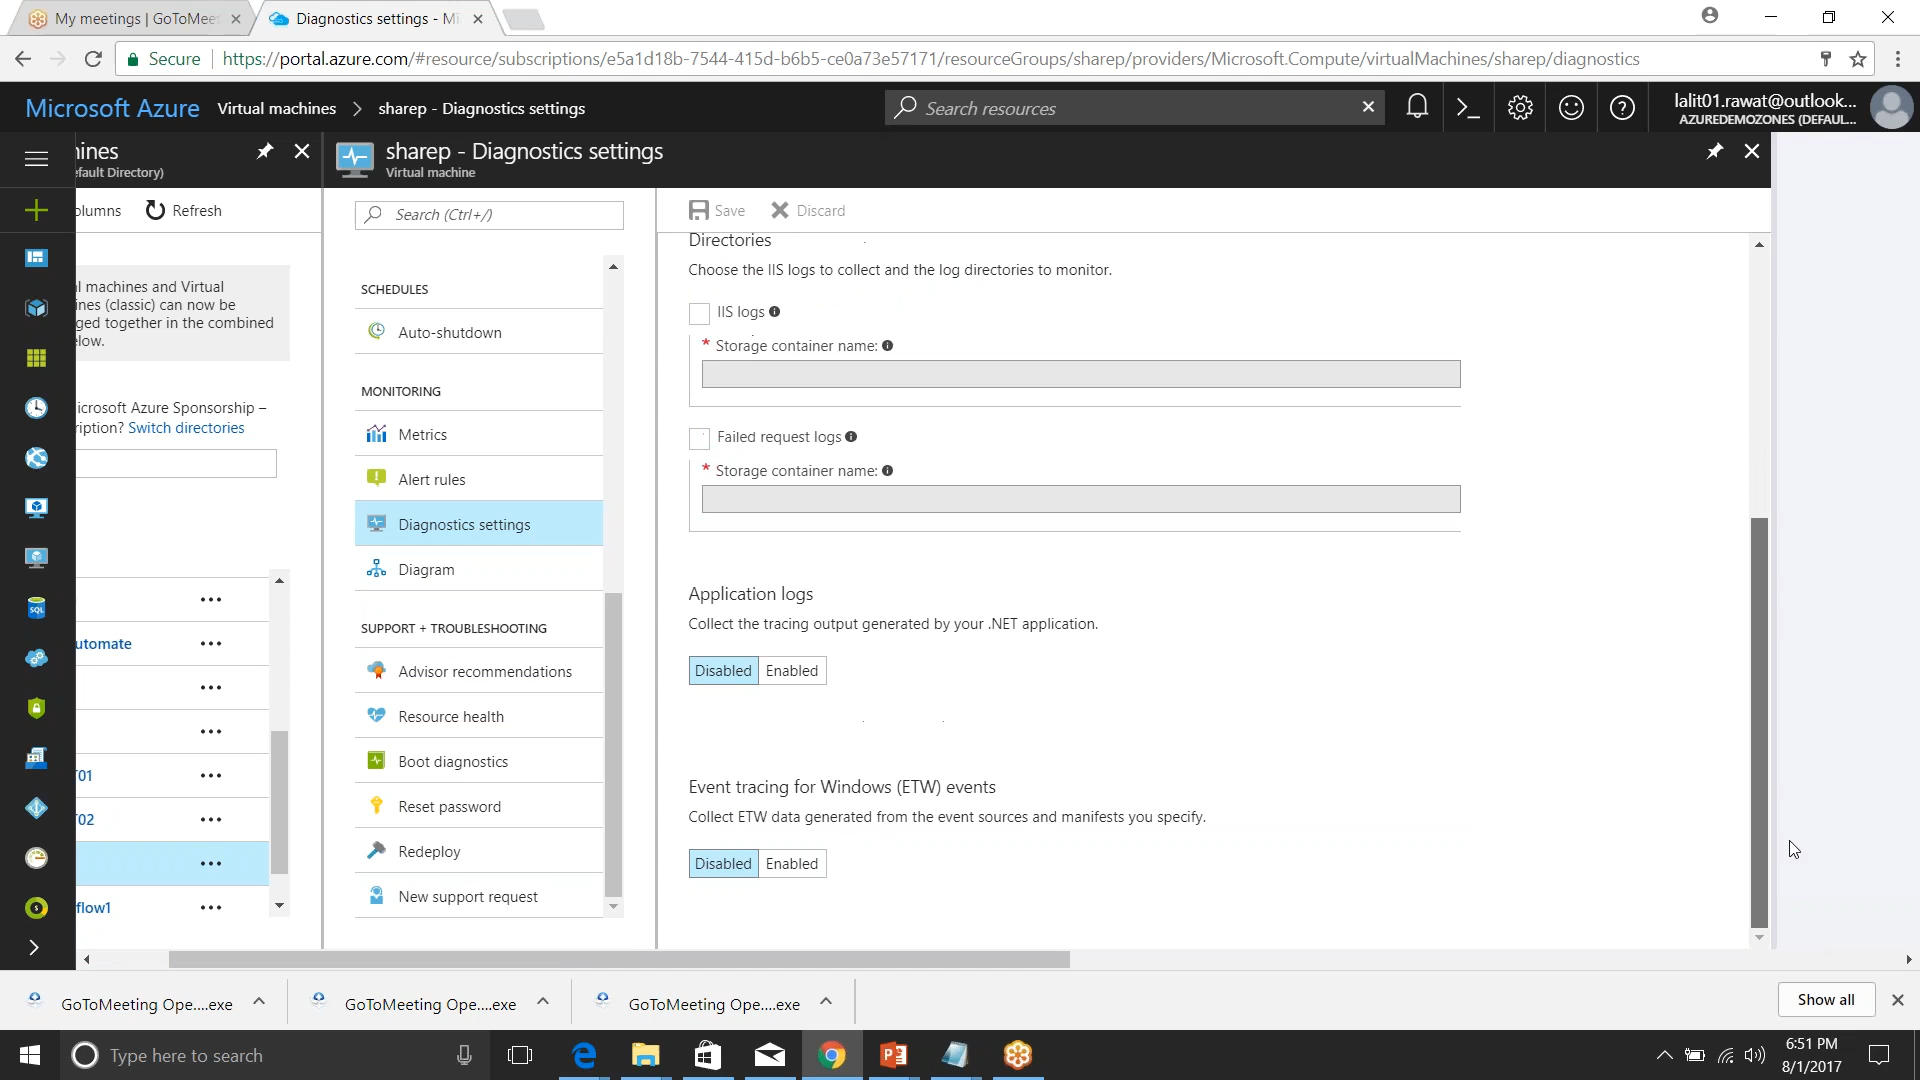 My meetings | GoToMee
Diagnostics settings - Mi
Secure
https://portal.azure.com/#resource/subscriptions/e5a1d18b-7544-415d-b6b5-ce0a73e57171/resourceGroups/sharep/providers/Microsoft.Compute/virtualMachines/sharep/diagnostics
Microsoft Azure
Virtual machines > sharep - Diagnostics settings
Search resources
lalit01.rawat@outlook...
AZUREDEMOZONES (DEFAUL...
ines
efault Directory)
olumns
Refresh
l machines and Virtual
ines (classic) can now be
ged together in the combined
elow.
icrosoft Azure Sponsorship –
ription? Switch directories
utomate
T01
T02
flow1
sharep - Diagnostics settings
Virtual machine
Search (Ctrl+/)
SCHEDULES
Auto-shutdown
MONITORING
Metrics
Alert rules
Diagnostics settings
Diagram
SUPPORT + TROUBLESHOOTING
Advisor recommendations
Resource health
Boot diagnostics
Reset password
Redeploy
New support request
Save
Discard
Directories
Choose the IIS logs to collect and the log directories to monitor.
IIS logs
* Storage container name:
Failed request logs
* Storage container name:
Application logs
Collect the tracing output generated by your .NET application.
Disabled Enabled
Event tracing for Windows (ETW) events
Collect ETW data generated from the event sources and manifests you specify.
Disabled Enabled
GoToMeeting Ope....exe
GoToMeeting Ope....exe
GoToMeeting Ope....exe
Show all
Type here to search
6:51 PM
8/1/2017